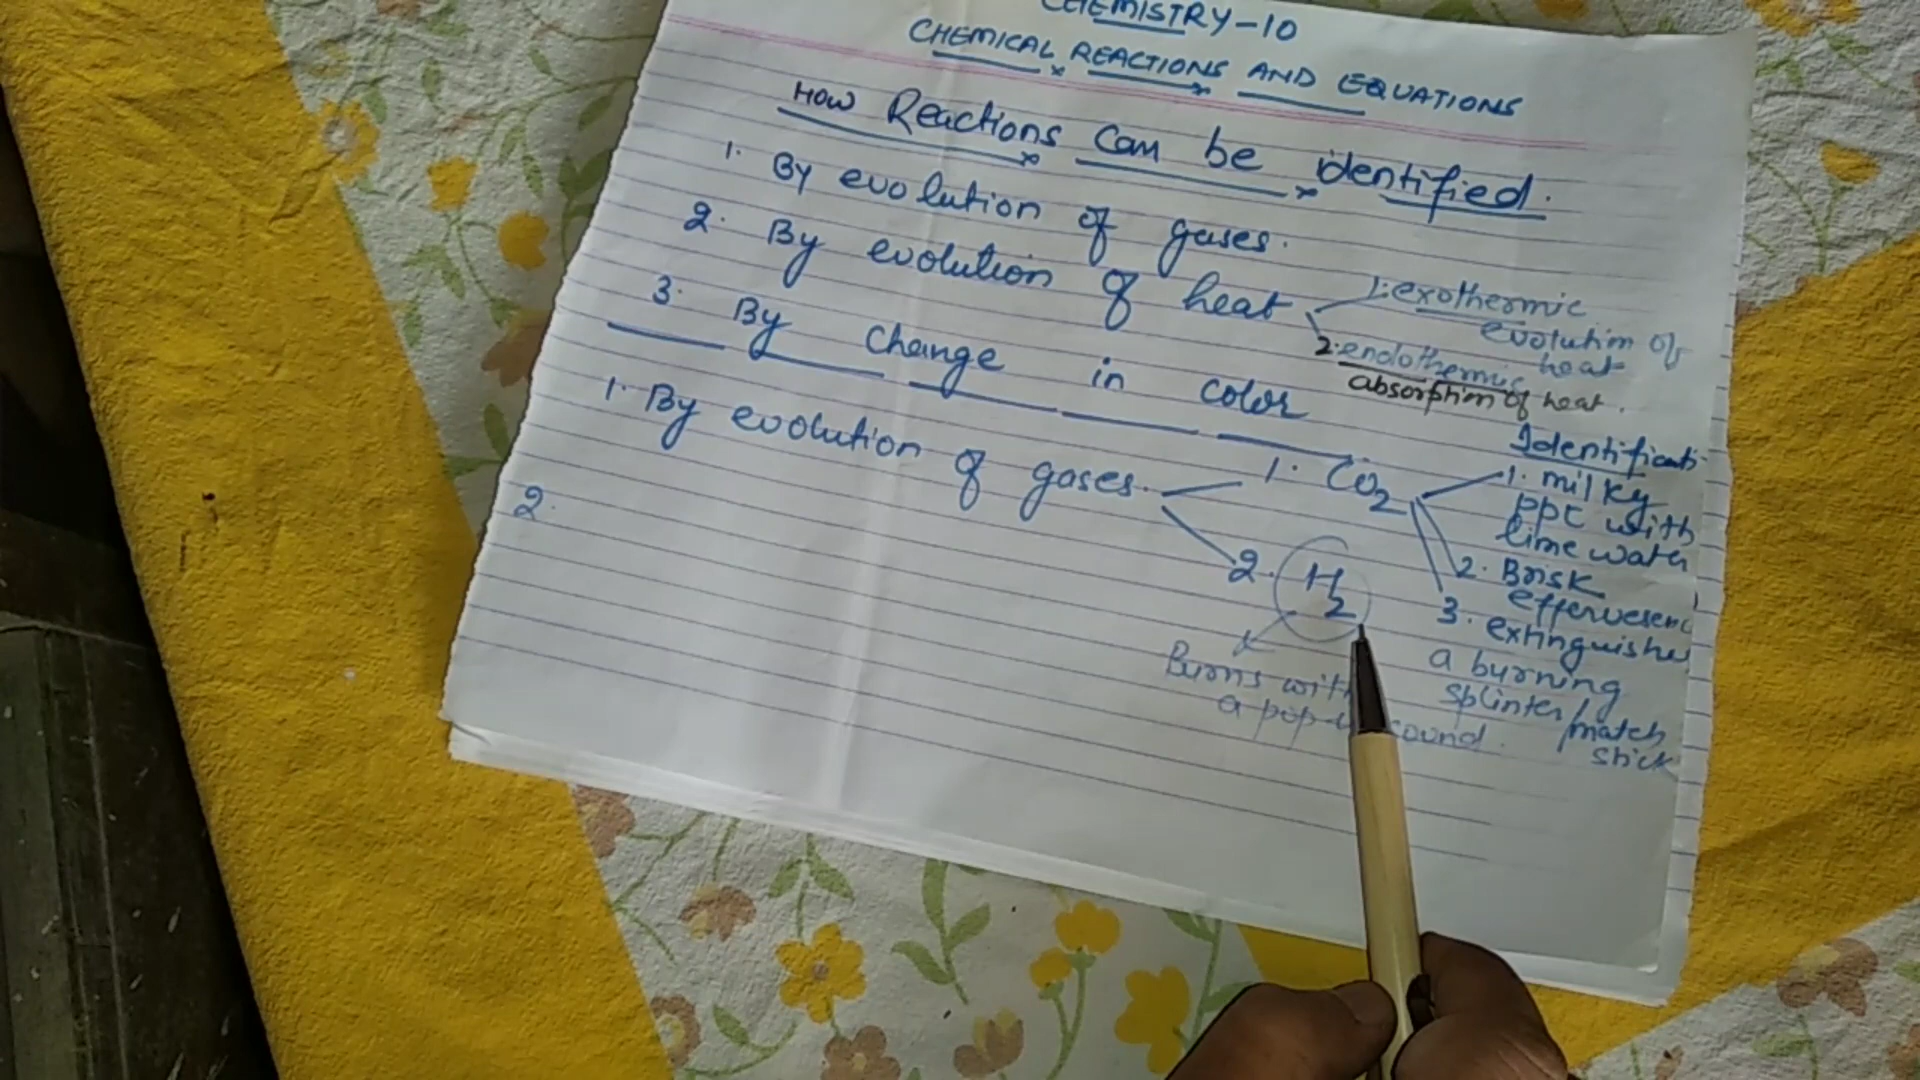 CHEMISTRY-10
CHEMICAL REACTIONS AND EQUATIONS
How Reactions Can be identified.
1. By evolution of gases.
2. By evolution of heat
1. exothermic
evolution of
heat
2. endothermic
absorption of heat.
3. By Change in color
1. By evolution of gases.
1. CO2
Identificati
1. milky
ppt with
lime water
2. Brisk
effervesenc
3. extinguishes
a burning
splinter/match
stick
2. H2
Burns with
a pop sound.
2.